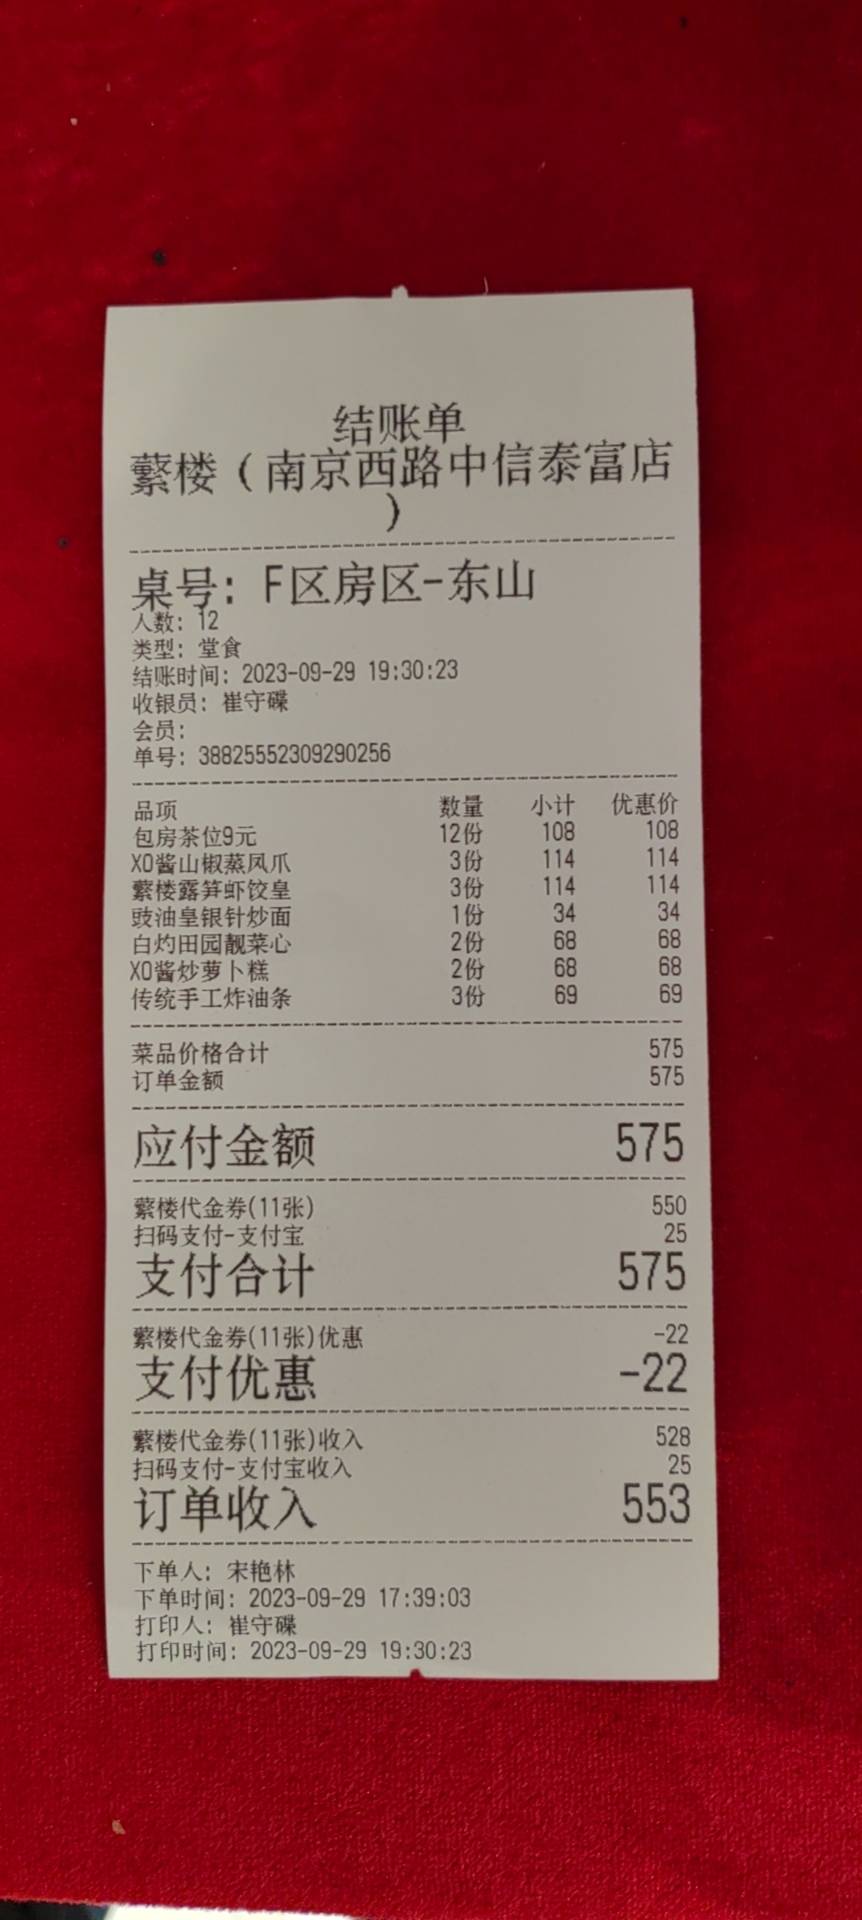 结账单
蘩楼（南京西路中信泰富店
）
桌号: F区房区-东山
人数: 12
类型: 堂食
结账时间: 2023-09-29 19:30:23
收银员: 崔守碟
会员:
单号: 38825552309290256
品项 数量 小计 优惠价
包房茶位9元 12份 108 108
XO酱山椒蒸凤爪 3份 114 114
蘩楼露笋虾饺皇 3份 114 114
豉油皇银针炒面 1份 34 34
白灼田园靓菜心 2份 68 68
XO酱炒萝卜糕 2份 68 68
传统手工炸油条 3份 69 69
菜品价格合计 575
订单金额 575
应付金额 575
蘩楼代金券(11张) 550
扫码支付-支付宝 25
支付合计 575
蘩楼代金券(11张)优惠 -22
支付优惠 -22
蘩楼代金券(11张)收入 528
扫码支付-支付宝收入 25
订单收入 553
下单人: 宋艳林
下单时间: 2023-09-29 17:39:03
打印人: 崔守碟
打印时间: 2023-09-29 19:30:23